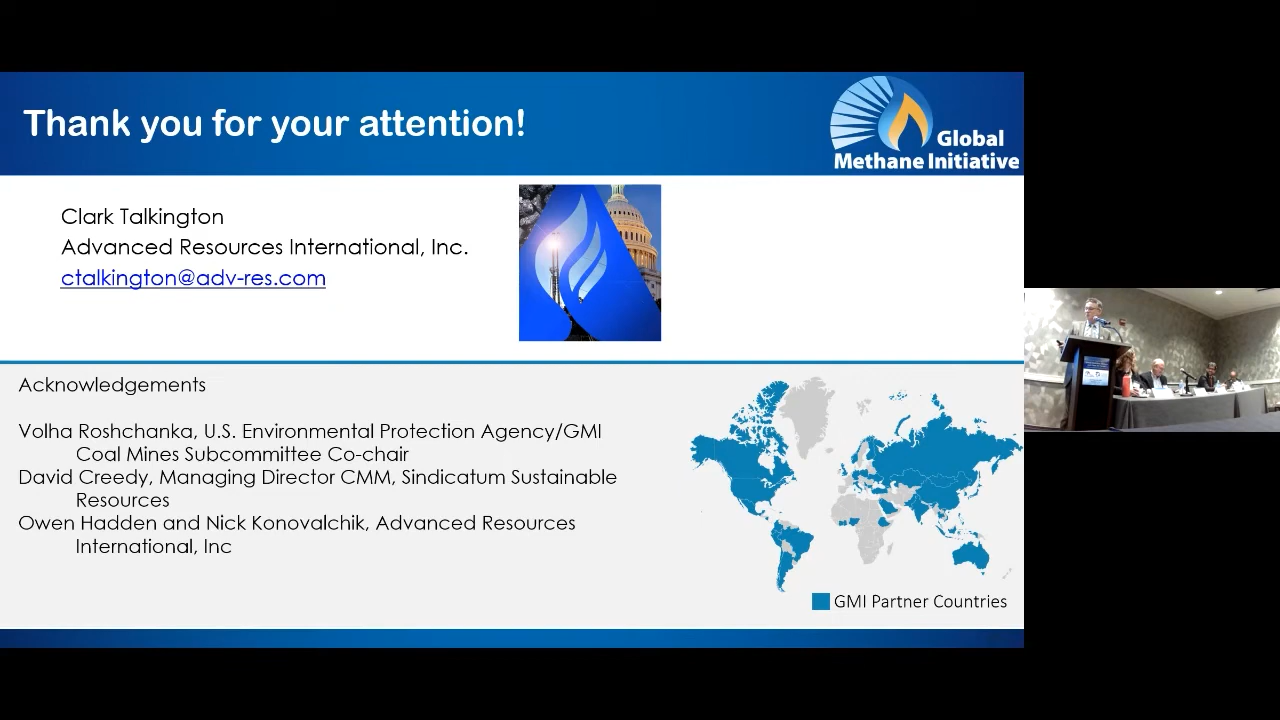 Thank you for your attention!
Global
Methane Initiative
Clark Talkington
Advanced Resources International, Inc.
ctalkington@adv-res.com
Acknowledgements
Volha Roshchanka, U.S. Environmental Protection Agency/GMI
Coal Mines Subcommittee Co-chair
David Creedy, Managing Director CMM, Sindicatum Sustainable
Resources
Owen Hadden and Nick Konovalchik, Advanced Resources
International, Inc
GMI Partner Countries